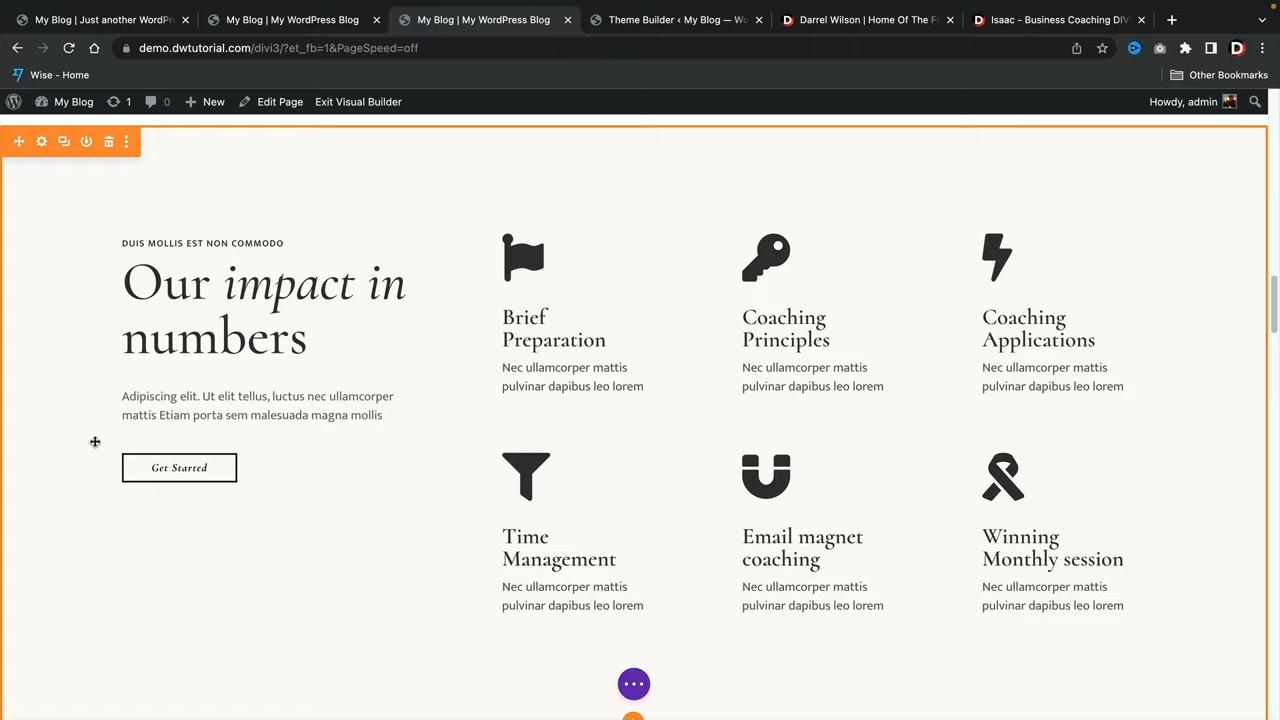 My Blog | Just another WordPr
My Blog | My WordPress Blog
My Blog | My WordPress Blog
Theme Builder ‹ My Blog — Wo
Darrel Wilson | Home Of The F
Isaac - Business Coaching DIV
demo.dwtutorial.com/divi3/?et_fb=1&PageSpeed=off
Wise - Home
Other Bookmarks
My Blog
1
0
New
Edit Page
Exit Visual Builder
Howdy, admin
DUIS MOLLIS EST NON COMMODO
Our impact in
numbers
Adipiscing elit. Ut elit tellus, luctus nec ullamcorper
mattis Etiam porta sem malesuada magna mollis
Get Started
Brief
Preparation
Nec ullamcorper mattis
pulvinar dapibus leo lorem
Coaching
Principles
Nec ullamcorper mattis
pulvinar dapibus leo lorem
Coaching
Applications
Nec ullamcorper mattis
pulvinar dapibus leo lorem
Time
Management
Nec ullamcorper mattis
pulvinar dapibus leo lorem
Email magnet
coaching
Nec ullamcorper mattis
pulvinar dapibus leo lorem
Winning
Monthly session
Nec ullamcorper mattis
pulvinar dapibus leo lorem